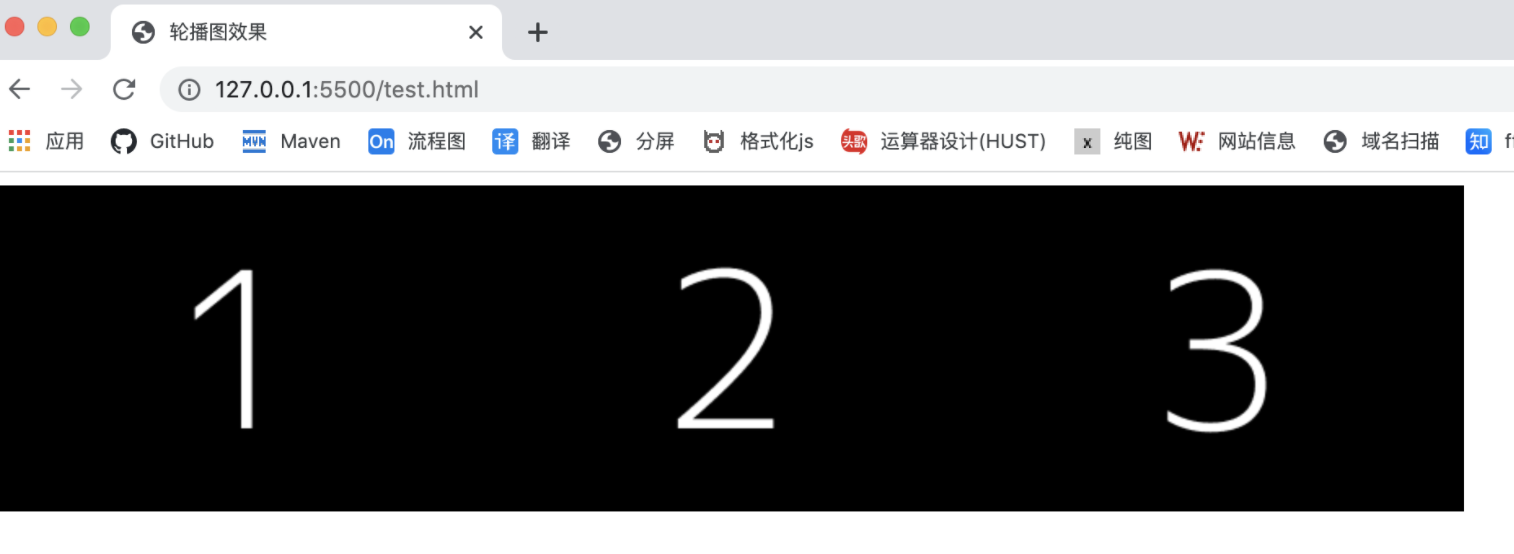 轮播图效果
127.0.0.1:5500/test.html
应用 GitHub MVN Maven On 流程图 译 翻译 分屏 格式化js 头歌 运算器设计(HUST) x 纯图 W: 网站信息 域名扫描 知 ff
1 2 3